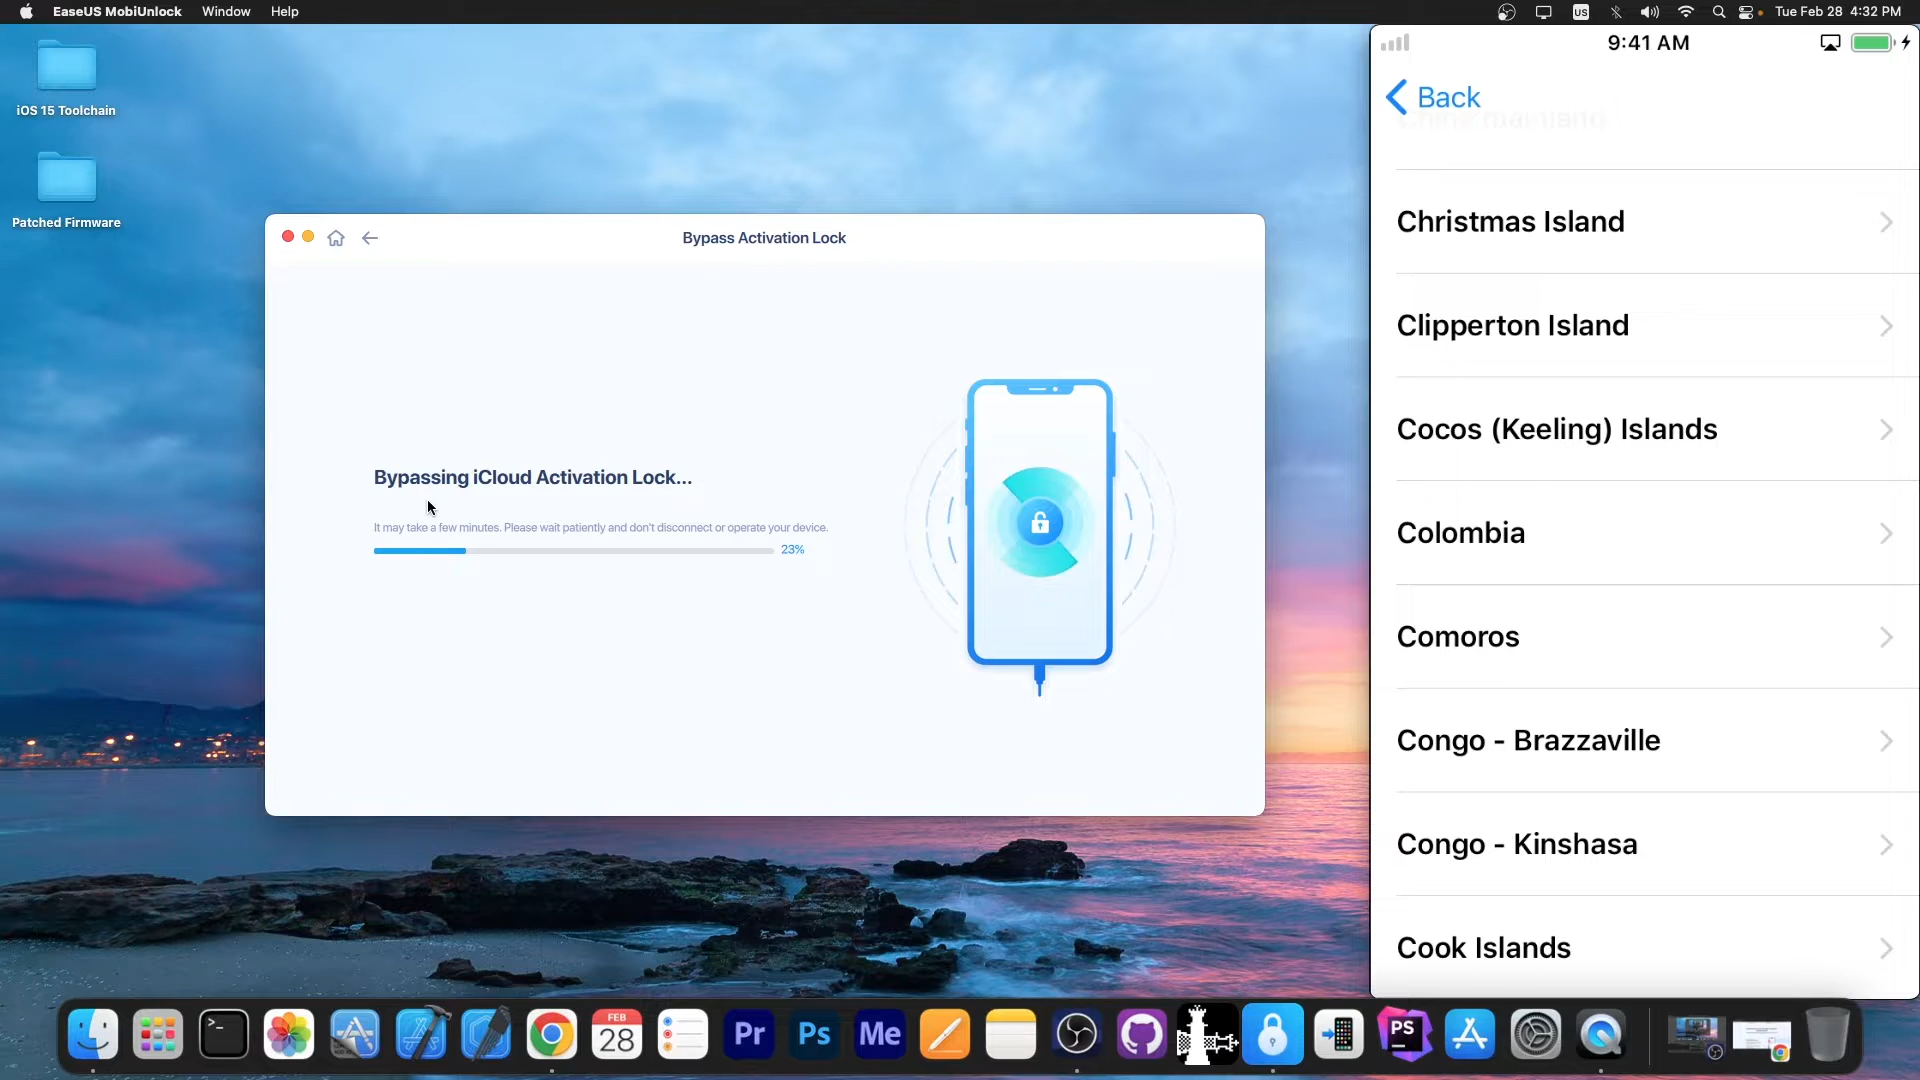 EaseUS MobiUnlock Window Help
US
Tue Feb 28 4:32 PM
iOS 15 Toolchain
Patched Firmware
Bypass Activation Lock
Bypassing iCloud Activation Lock...
It may take a few minutes. Please wait patiently and don't disconnect or operate your device.
23%
9:41 AM
Back
China mainland
Christmas Island
Clipperton Island
Cocos (Keeling) Islands
Colombia
Comoros
Congo - Brazzaville
Congo - Kinshasa
Cook Islands
>_
FEB
28
Pr
Ps
Me
PS